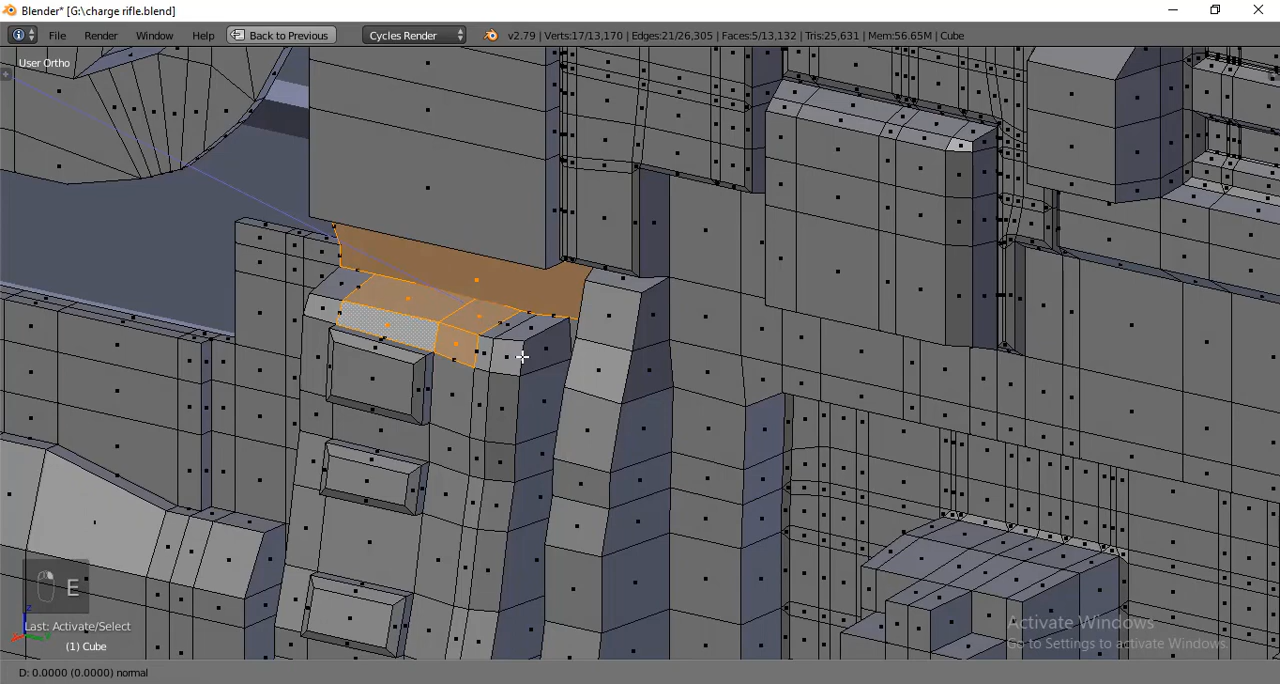 Blender* [G:\charge rifle.blend]
File Render Window Help Back to Previous Cycles Render v2.79 | Verts:17/13,170 | Edges:21/26,305 | Faces:5/13,132 | Tris:25,631 | Mem:56.65M | Cube
User Ortho
E
Last: Activate/Select
(1) Cube
Activate Windows
Go to Settings to activate Windows.
D: 0.0000 (0.0000) normal